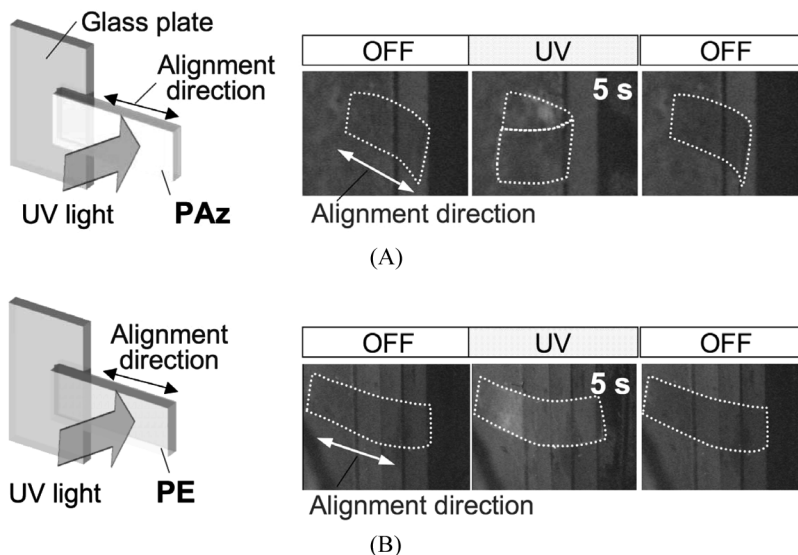 Glass plate
Alignment
direction
UV light
PAz
OFF
UV
OFF
5 s
Alignment direction
(A)
Alignment
direction
UV light
PE
OFF
UV
OFF
5 s
Alignment direction
(B)